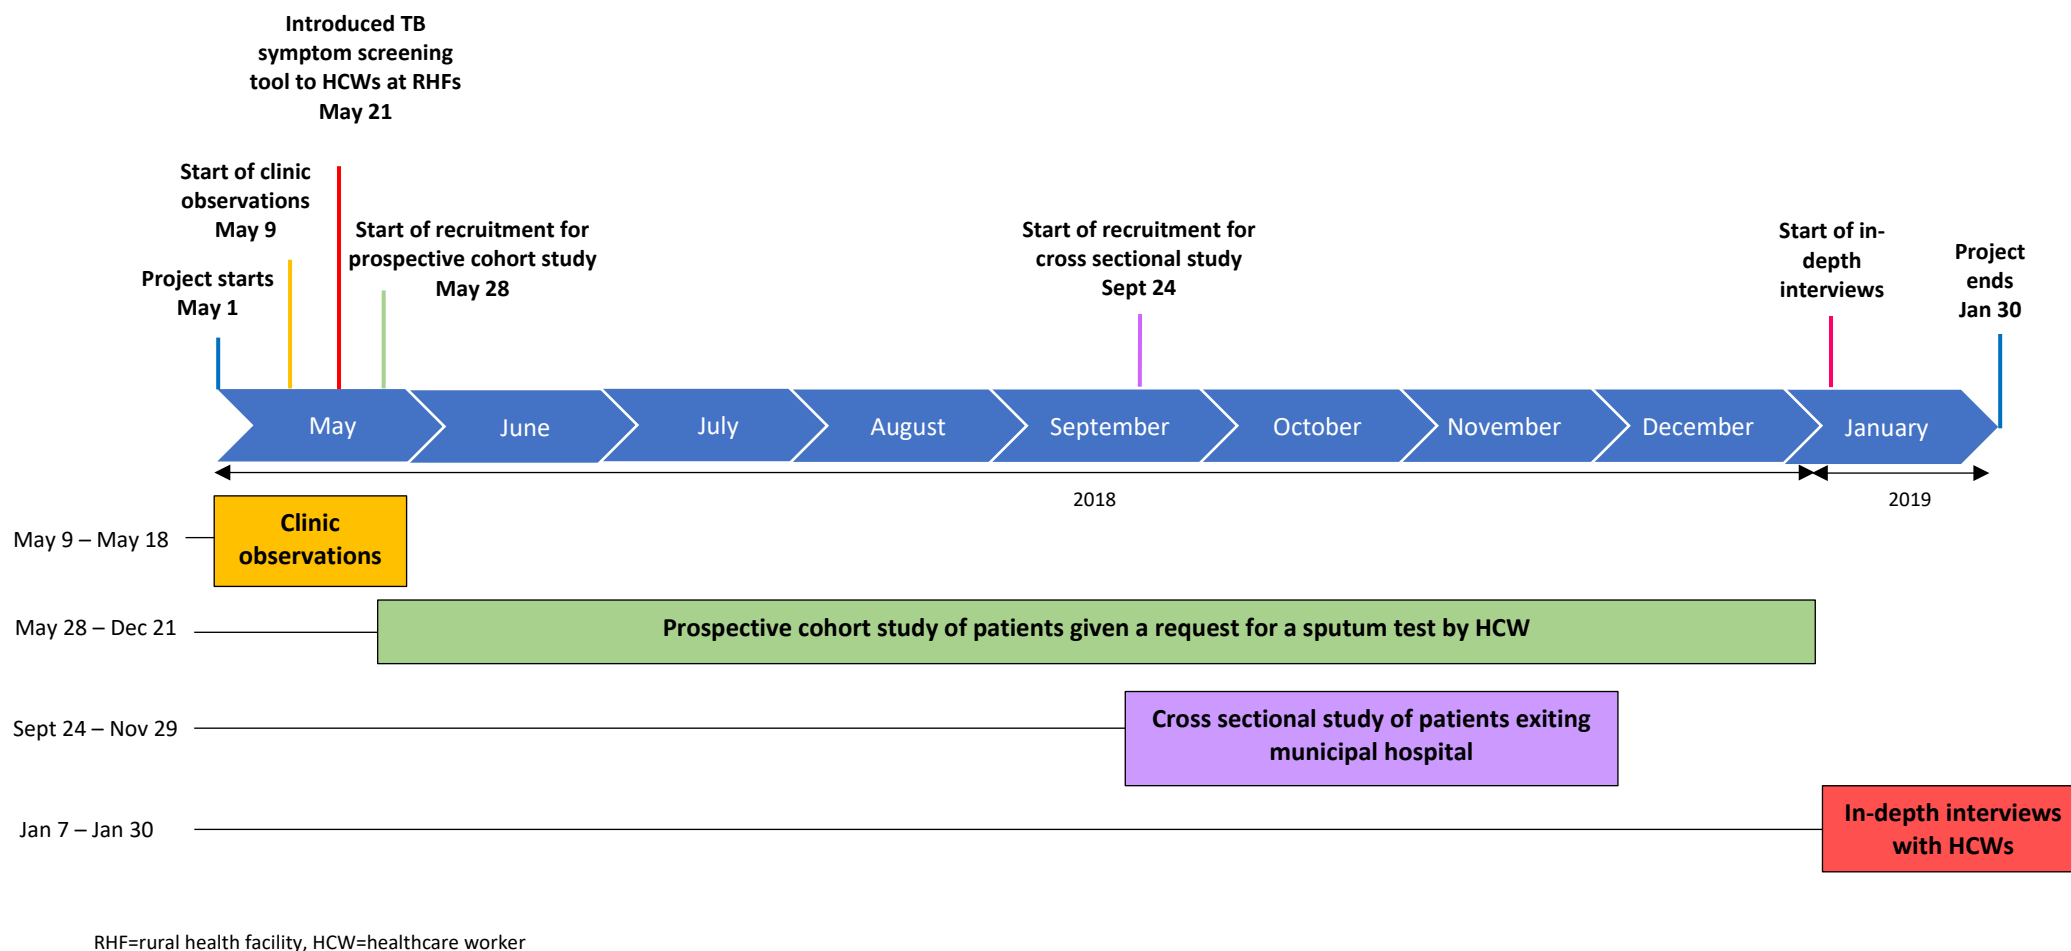 Introduced TB
symptom screening
tool to HCWs at RHFs
May 21
Start of clinic
observations
May 9
Project starts
May 1
Start of recruitment for
prospective cohort study
May 28
Start of recruitment for
cross sectional study
Sept 24
Start of in-
depth
interviews
Project
ends
Jan 30
May
June
July
August
September
October
November
December
January
2018
2019
May 9 – May 18
Clinic
observations
May 28 – Dec 21
Prospective cohort study of patients given a request for a sputum test by HCW
Sept 24 – Nov 29
Cross sectional study of patients exiting
municipal hospital
Jan 7 – Jan 30
In-depth interviews
with HCWs
RHF=rural health facility, HCW=healthcare worker